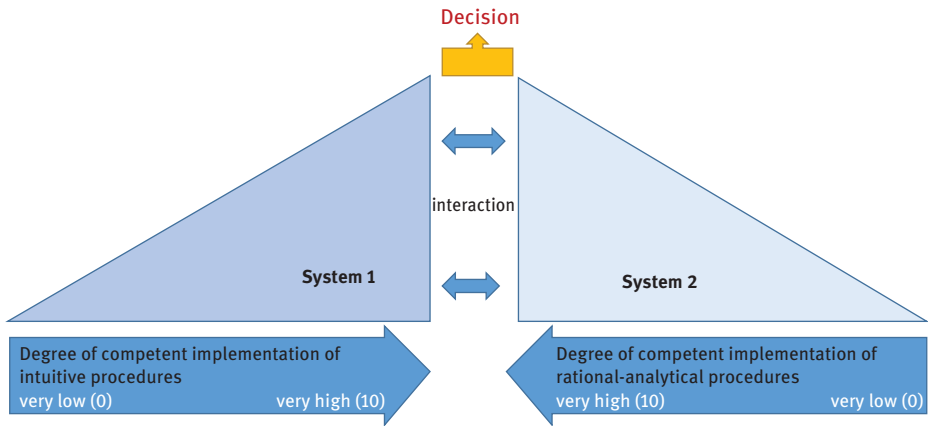 Decision
interaction
System 1
System 2
Degree of competent implementation of
intuitive procedures
very low (0) very high (10)
Degree of competent implementation of
rational-analytical procedures
very high (10) very low (0)